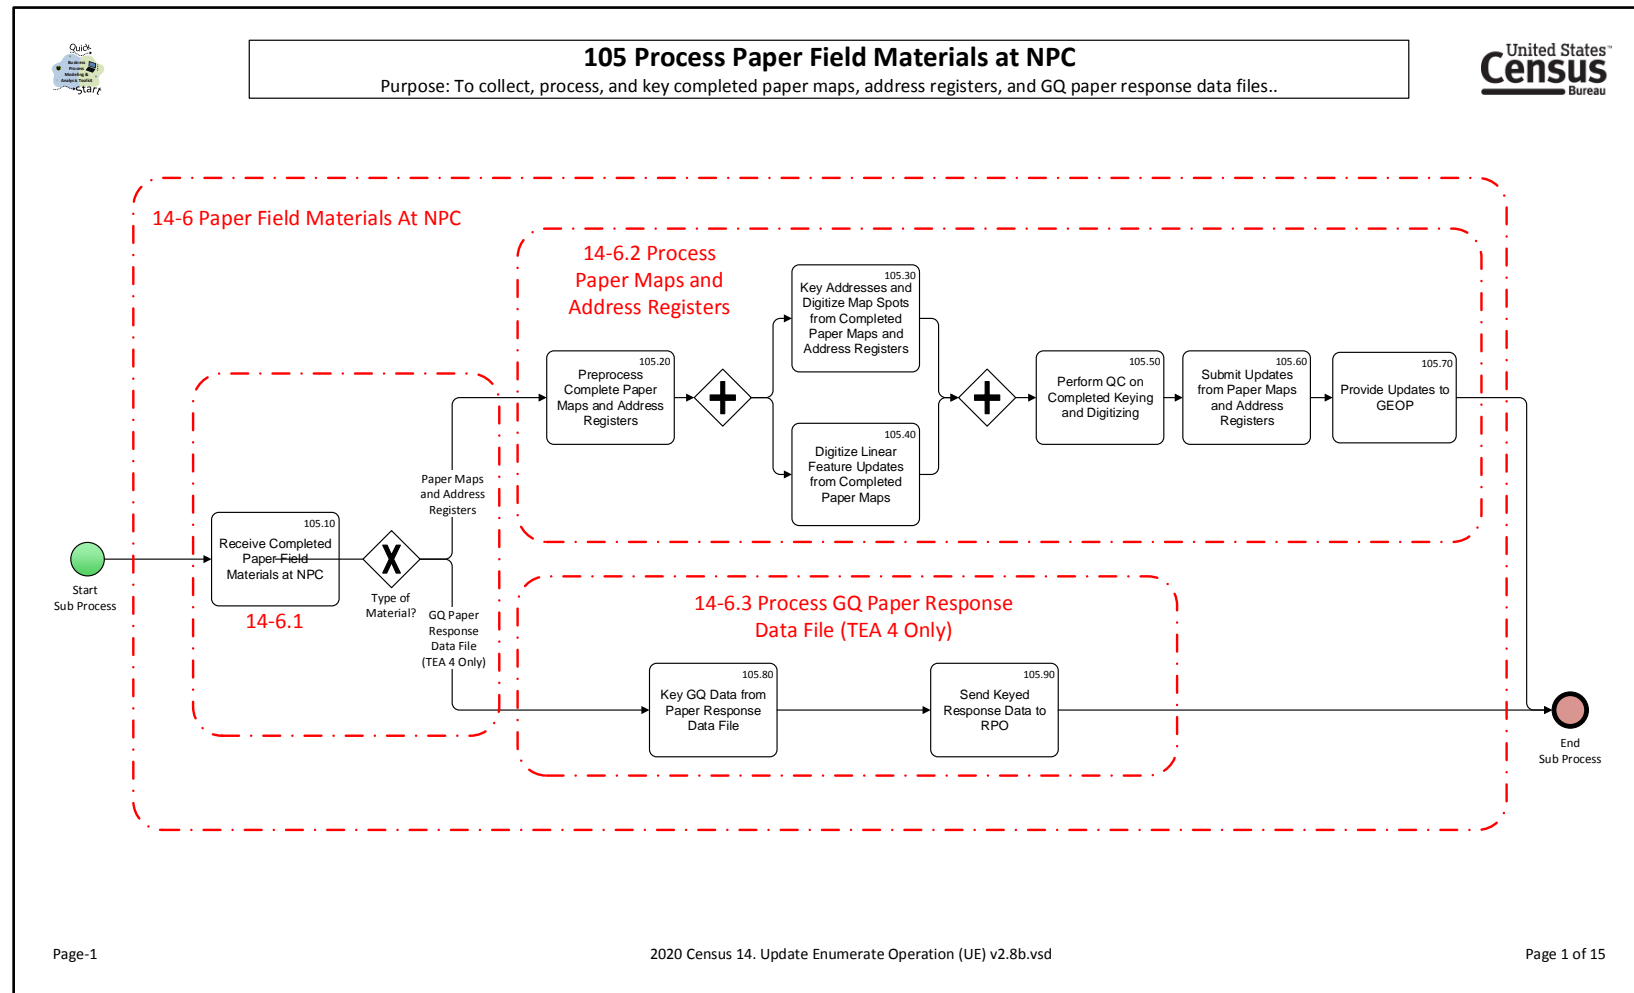 Quick
Business
Process
Modeling &
Analysis Toolkit
Start
105 Process Paper Field Materials at NPC
Purpose: To collect, process, and key completed paper maps, address registers, and GQ paper response data files..
United States™
Census
Bureau
14-6 Paper Field Materials At NPC
14-6.2 Process
Paper Maps and
Address Registers
105.30
Key Addresses and
Digitize Map Spots
from Completed
Paper Maps and
Address Registers
105.20
Preprocess
Complete Paper
Maps and Address
Registers
105.40
Digitize Linear
Feature Updates
from Completed
Paper Maps
105.50
Perform QC on
Completed Keying
and Digitizing
105.60
Submit Updates
from Paper Maps
and Address
Registers
105.70
Provide Updates to
GEOP
Paper Maps
and Address
Registers
105.10
Receive Completed
Paper Field
Materials at NPC
14-6.1
X
Type of
Material?
Start
Sub Process
GQ Paper
Response
Data File
(TEA 4 Only)
14-6.3 Process GQ Paper Response
Data File (TEA 4 Only)
105.80
Key GQ Data from
Paper Response
Data File
105.90
Send Keyed
Response Data to
RPO
End
Sub Process
Page-1
2020 Census 14. Update Enumerate Operation (UE) v2.8b.vsd
Page 1 of 15